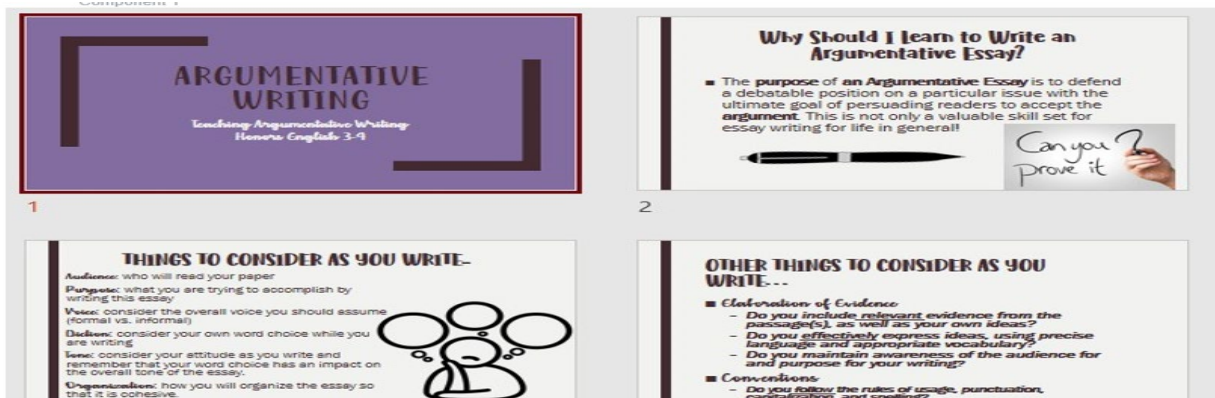 Component 1
ARGUMENTATIVE
WRITING
Teaching Argumentative Writing
Honors English 3-4
1
Why Should I Learn to Write an
Argumentative Essay?
■ The purpose of an Argumentative Essay is to defend
a debatable position on a particular issue with the
ultimate goal of persuading readers to accept the
argument. This is not only a valuable skill set for
essay writing for life in general!
Can you
prove it ?
2
THINGS TO CONSIDER AS YOU WRITE-
Audience: who will read your paper
Purpose: what you are trying to accomplish by
writing this essay
Voice: consider the overall voice you should assume
(formal vs. informal)
Diction: consider your own word choice while you
are writing
Tone: consider your attitude as you write and
remember that your word choice has an impact on
the overall tone of the essay.
Organization: how you will organize the essay so
that it is cohesive.
OTHER THINGS TO CONSIDER AS YOU
WRITE...
■ Elaboration of Evidence
– Do you include relevant evidence from the
passage(s), as well as your own ideas?
– Do you effectively express ideas, using precise
language and appropriate vocabulary?
– Do you maintain awareness of the audience for
and purpose for your writing?
■ Conventions
– Do you follow the rules of usage, punctuation,
capitalization, and spelling?